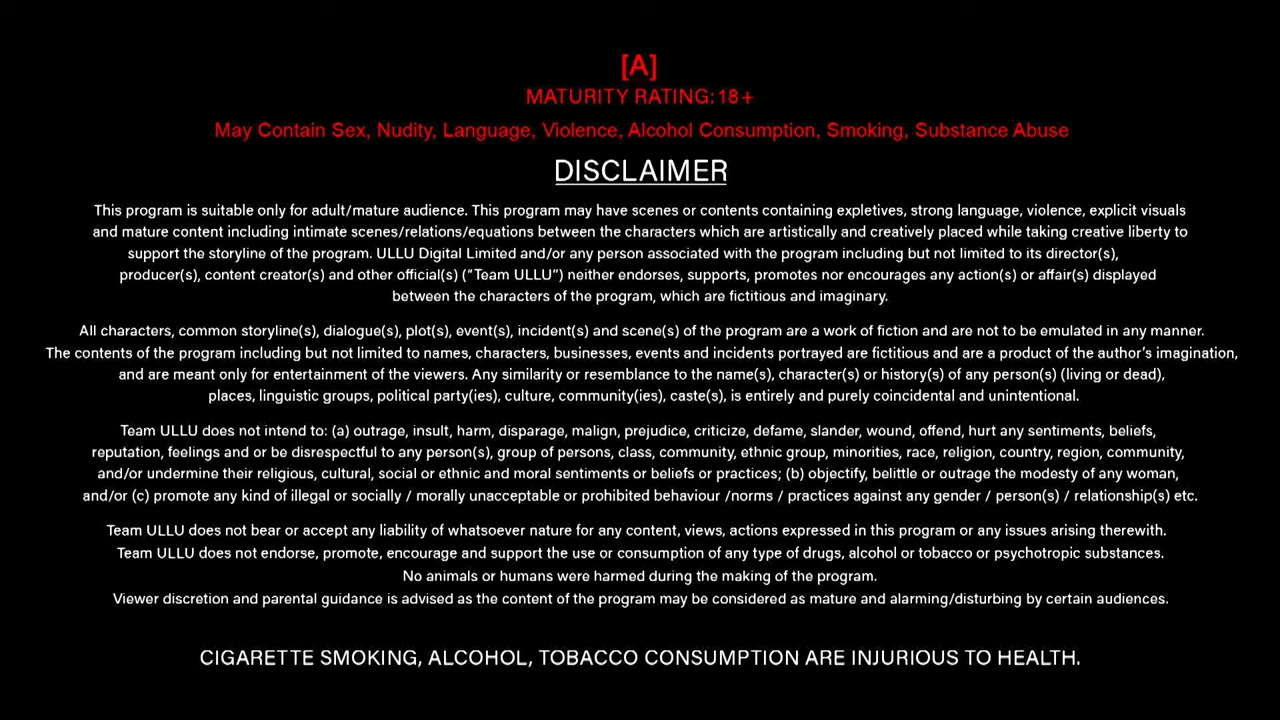 [A]
MATURITY RATING: 18+
May Contain Sex, Nudity, Language, Violence, Alcohol Consumption, Smoking, Substance Abuse
DISCLAIMER
This program is suitable only for adult/mature audience. This program may have scenes or contents containing expletives, strong language, violence, explicit visuals
and mature content including intimate scenes/relations/equations between the characters which are artistically and creatively placed while taking creative liberty to
support the storyline of the program. ULLU Digital Limited and/or any person associated with the program including but not limited to its director(s),
producer(s), content creator(s) and other official(s) (“Team ULLU”) neither endorses, supports, promotes nor encourages any action(s) or affair(s) displayed
between the characters of the program, which are fictitious and imaginary.
All characters, common storyline(s), dialogue(s), plot(s), event(s), incident(s) and scene(s) of the program are a work of fiction and are not to be emulated in any manner.
The contents of the program including but not limited to names, characters, businesses, events and incidents portrayed are fictitious and are a product of the author’s imagination,
and are meant only for entertainment of the viewers. Any similarity or resemblance to the name(s), character(s) or history(s) of any person(s) (living or dead),
places, linguistic groups, political party(ies), culture, community(ies), caste(s), is entirely and purely coincidental and unintentional.
Team ULLU does not intend to: (a) outrage, insult, harm, disparage, malign, prejudice, criticize, defame, slander, wound, offend, hurt any sentiments, beliefs,
reputation, feelings and or be disrespectful to any person(s), group of persons, class, community, ethnic group, minorities, race, religion, country, region, community,
and/or undermine their religious, cultural, social or ethnic and moral sentiments or beliefs or practices; (b) objectify, belittle or outrage the modesty of any woman,
and/or (c) promote any kind of illegal or socially / morally unacceptable or prohibited behaviour /norms / practices against any gender / person(s) / relationship(s) etc.
Team ULLU does not bear or accept any liability of whatsoever nature for any content, views, actions expressed in this program or any issues arising therewith.
Team ULLU does not endorse, promote, encourage and support the use or consumption of any type of drugs, alcohol or tobacco or psychotropic substances.
No animals or humans were harmed during the making of the program.
Viewer discretion and parental guidance is advised as the content of the program may be considered as mature and alarming/disturbing by certain audiences.
CIGARETTE SMOKING, ALCOHOL, TOBACCO CONSUMPTION ARE INJURIOUS TO HEALTH.